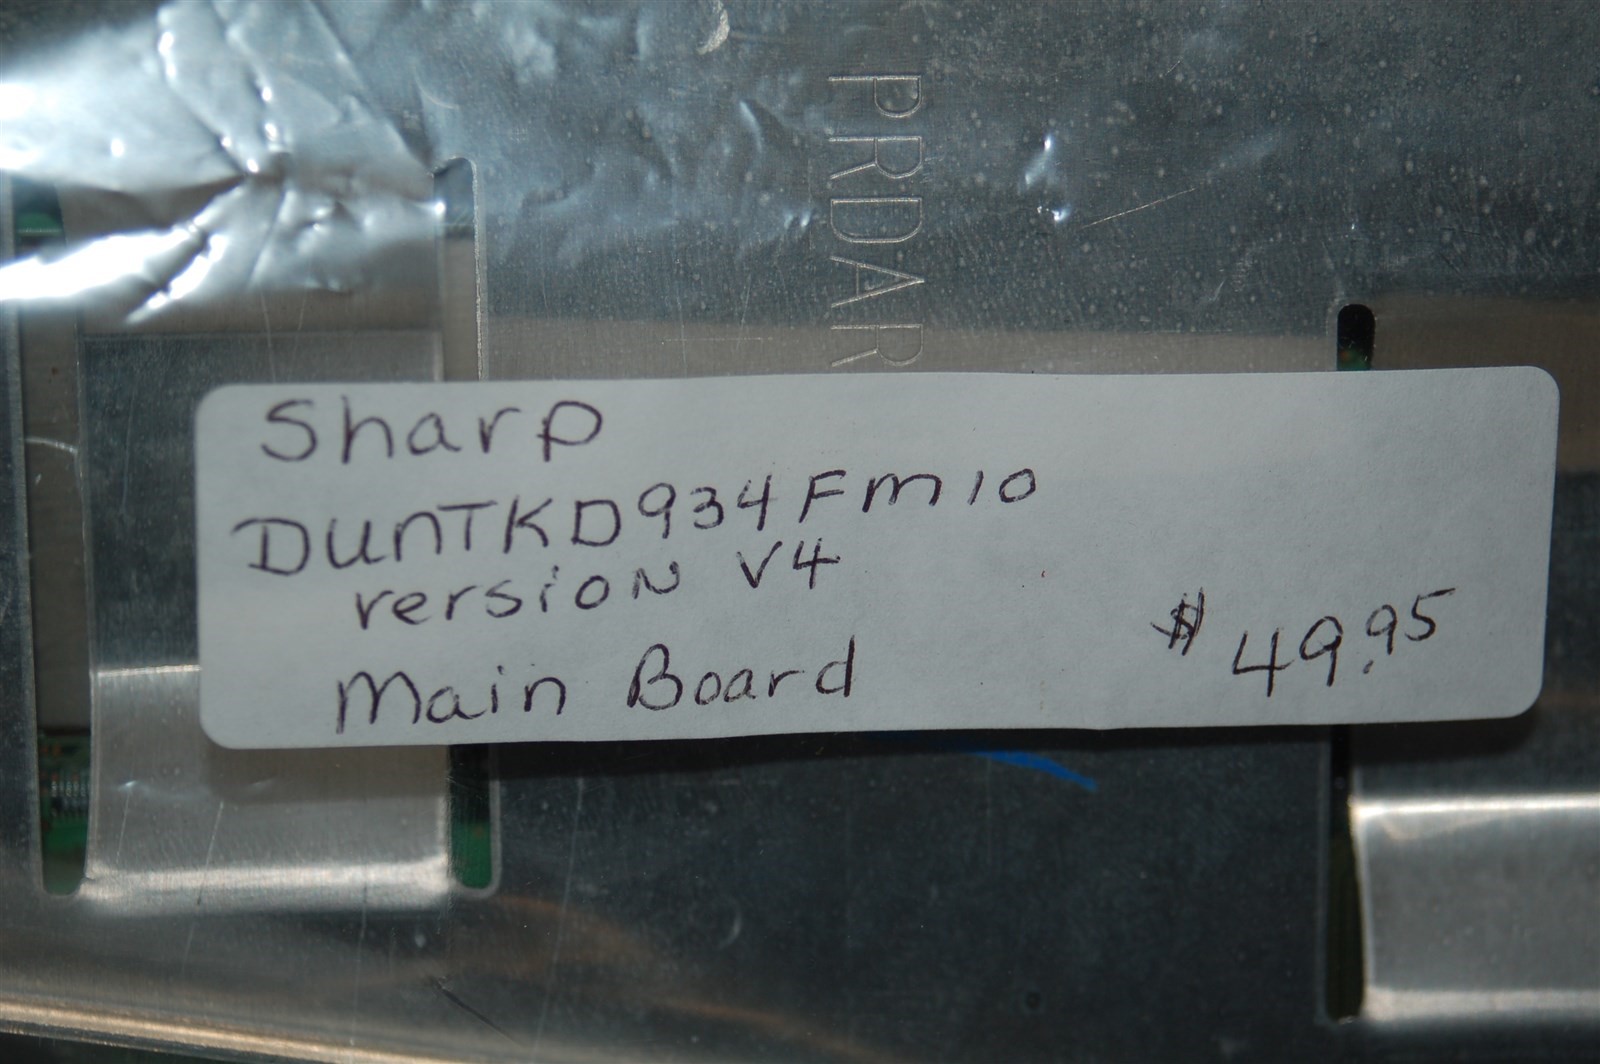 PRDAR
Sharp
DUNTKD934FM10
version V4
Main Board
$49.95